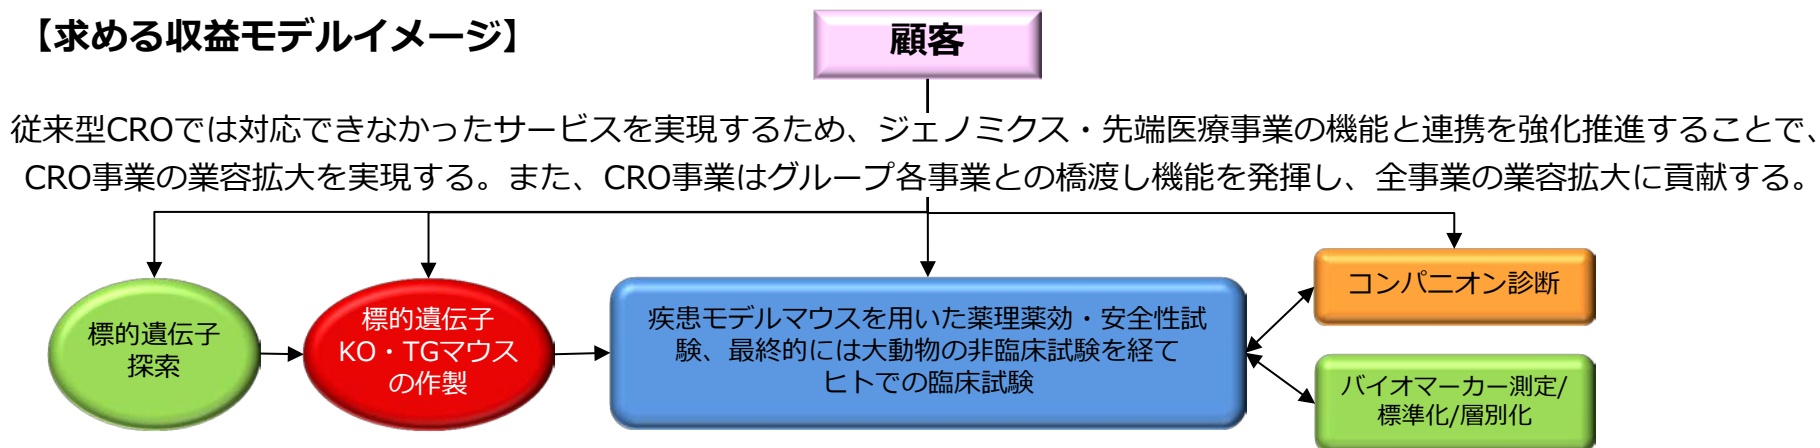 【求める収益モデルイメージ】
顧客
従来型CROでは対応できなかったサービスを実現するため、ジェノミクス・先端医療事業の機能と連携を強化推進することで、
CRO事業の業容拡大を実現する。また、CRO事業はグループ各事業との橋渡し機能を発揮し、全事業の業容拡大に貢献する。
標的遺伝子
探索
標的遺伝子
KO・TGマウス
の作製
疾患モデルマウスを用いた薬理薬効・安全性試
験、最終的には大動物の非臨床試験を経て
ヒトでの臨床試験
コンパニオン診断
バイオマーカー測定/
標準化/層別化